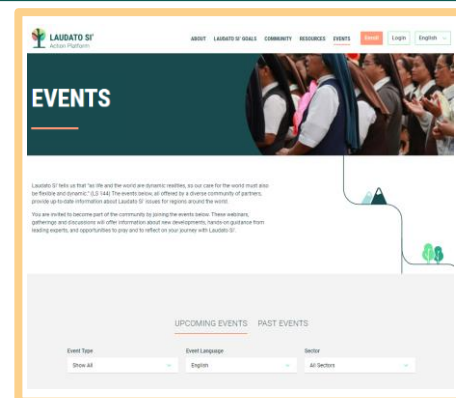 LAUDATO SI'
Action Platform
ABOUT LAUDATO SI' GOALS COMMUNITY RESOURCES EVENTS Enroll Login English
EVENTS
Laudato Si' tells us that "as life and the world are dynamic realities, so our care for the world must also
be flexible and dynamic." (LS 144) The events below, all offered by a diverse community of partners,
provide up-to-date information about Laudato Si' issues for regions around the world.
You are invited to become part of the community by joining the events below. These webinars,
gatherings and discussions will offer information about new developments, hands-on guidance from
leading experts, and opportunities to pray and to reflect on your journey with Laudato Si'.
UPCOMING EVENTS PAST EVENTS
Event Type Event Language Sector
Show All English All Sectors